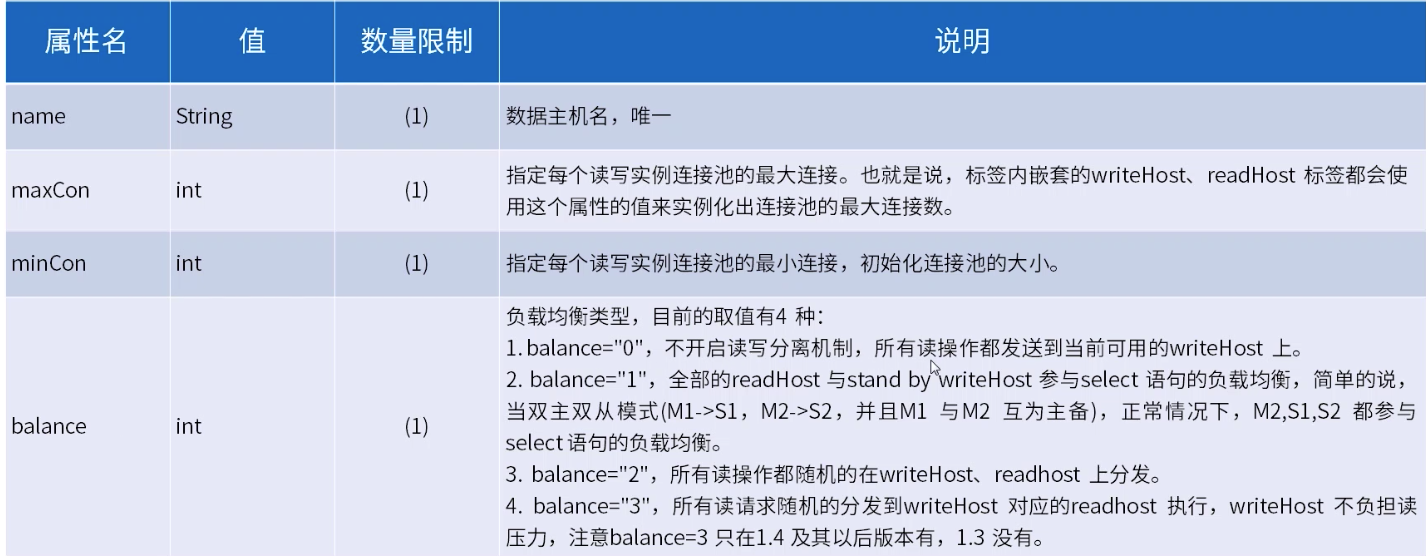 属性名 值 数量限制 说明
name String (1) 数据主机名，唯一
maxCon int (1) 指定每个读写实例连接池的最大连接。也就是说，标签内嵌套的writeHost、readHost 标签都会使
用这个属性的值来实例化出连接池的最大连接数。
minCon int (1) 指定每个读写实例连接池的最小连接，初始化连接池的大小。
balance int (1) 负载均衡类型，目前的取值有4 种：
1. balance="0"，不开启读写分离机制，所有读操作都发送到当前可用的writeHost 上。
2. balance="1"，全部的readHost 与stand by writeHost 参与select 语句的负载均衡，简单的说，
当双主双从模式(M1->S1，M2->S2，并且M1 与M2 互为主备)，正常情况下，M2,S1,S2 都参与
select 语句的负载均衡。
3. balance="2"，所有读操作都随机的在writeHost、readhost 上分发。
4. balance="3"，所有读请求随机的分发到writeHost 对应的readhost 执行，writeHost 不负担读
压力，注意balance=3 只在1.4 及其以后版本有，1.3 没有。